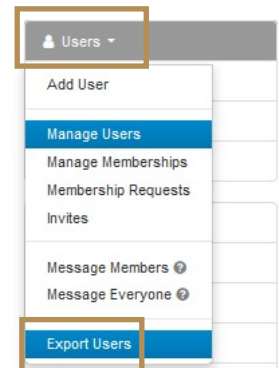 Users
Add User
Manage Users
Manage Memberships
Membership Requests
Invites
Message Members
Message Everyone
Export Users